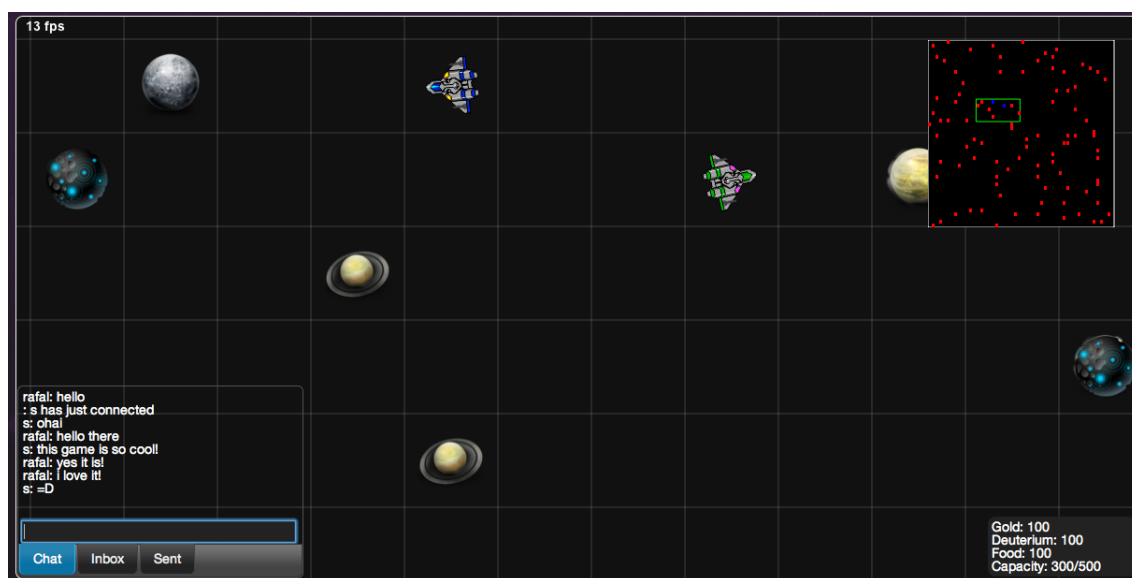 13 fps
rafal: hello
: s has just connected
s: ohai
rafal: hello there
s: this game is so cool!
rafal: yes it is!
rafal: i love it!
s: =D
Chat Inbox Sent
Gold: 100
Deuterium: 100
Food: 100
Capacity: 300/500